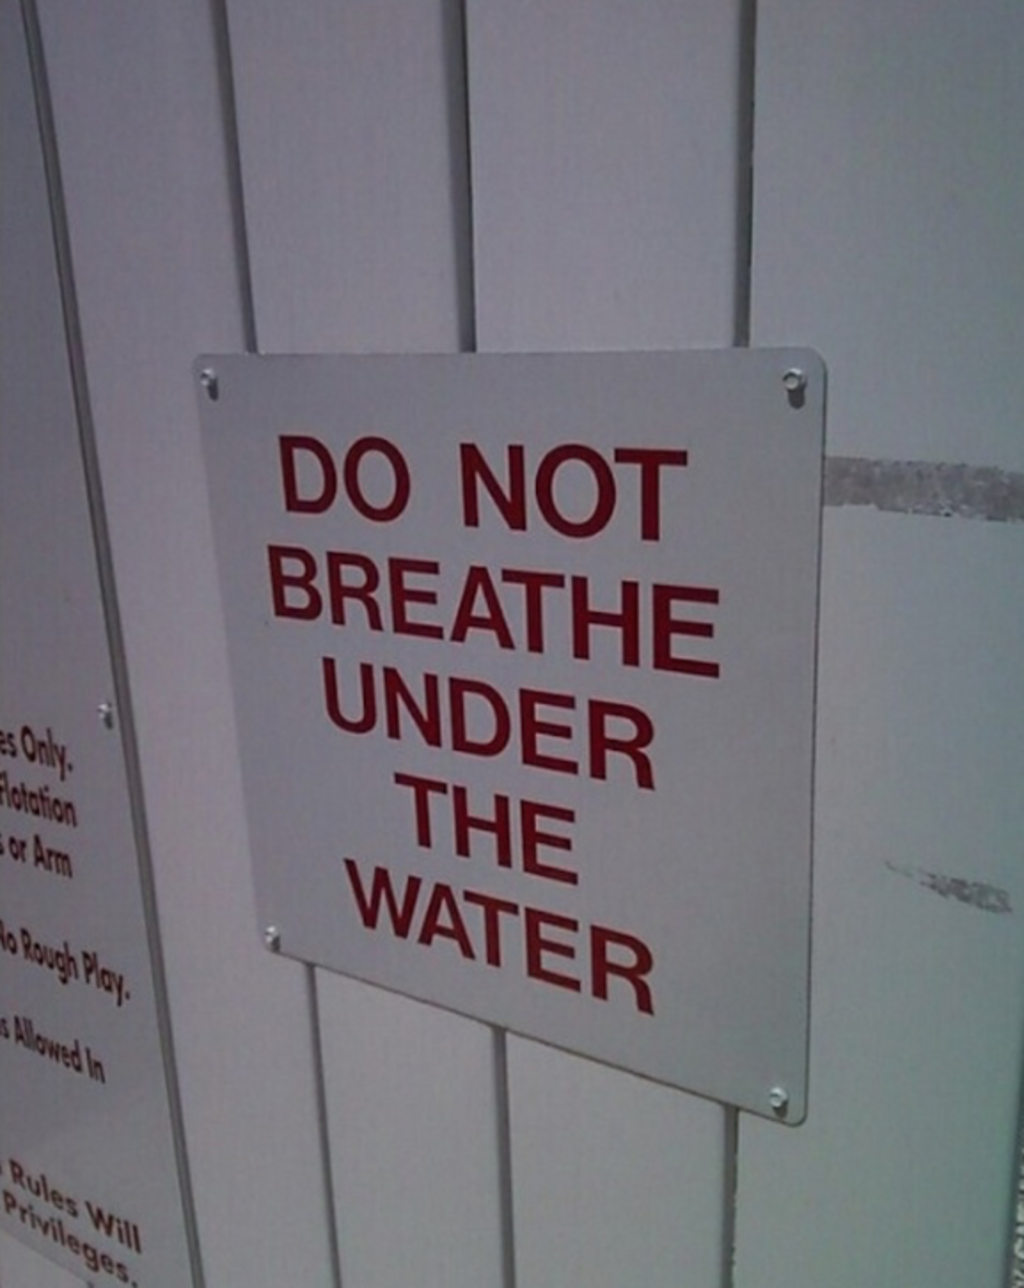 DO NOT
BREATHE
UNDER
THE
WATER
Only.
Flotation
or Arm
Rough Play.
Allowed In
Rules Will
Privileges.